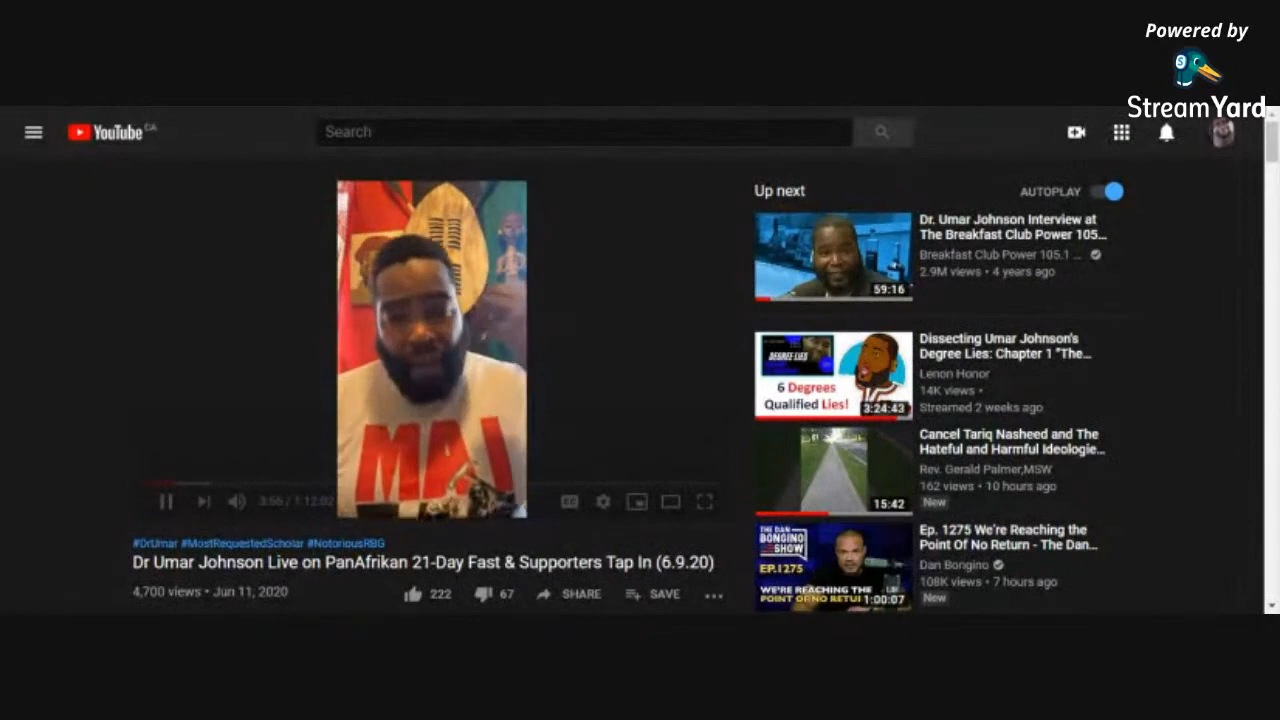 Powered by
StreamYard
YouTube CA
Search
Up next
AUTOPLAY
Dr. Umar Johnson Interview at
The Breakfast Club Power 105...
Breakfast Club Power 105.1 ...
2.9M views • 4 years ago
59:16
DEGREE LIES
6 Degrees
Qualified Lies!
3:24:43
Dissecting Umar Johnson's
Degree Lies: Chapter 1 "The...
Lenon Honor
14K views •
Streamed 2 weeks ago
Cancel Tariq Nasheed and The
Hateful and Harmful Ideologie...
Rev. Gerald Palmer,MSW
162 views • 10 hours ago
New
15:42
THE DAN
BONGINO
SHOW
EP.1275
WE'RE REACHING THE
POINT OF NO RETU
1:00:07
Ep. 1275 We're Reaching the
Point Of No Return - The Dan...
Dan Bongino
108K views • 7 hours ago
New
MA
3:55 / 1:12:02
#DrUmar #MostRequestedScholar #NotoriousRBG
Dr Umar Johnson Live on PanAfrikan 21-Day Fast & Supporters Tap In (6.9.20)
4,700 views • Jun 11, 2020
222
67
SHARE
SAVE